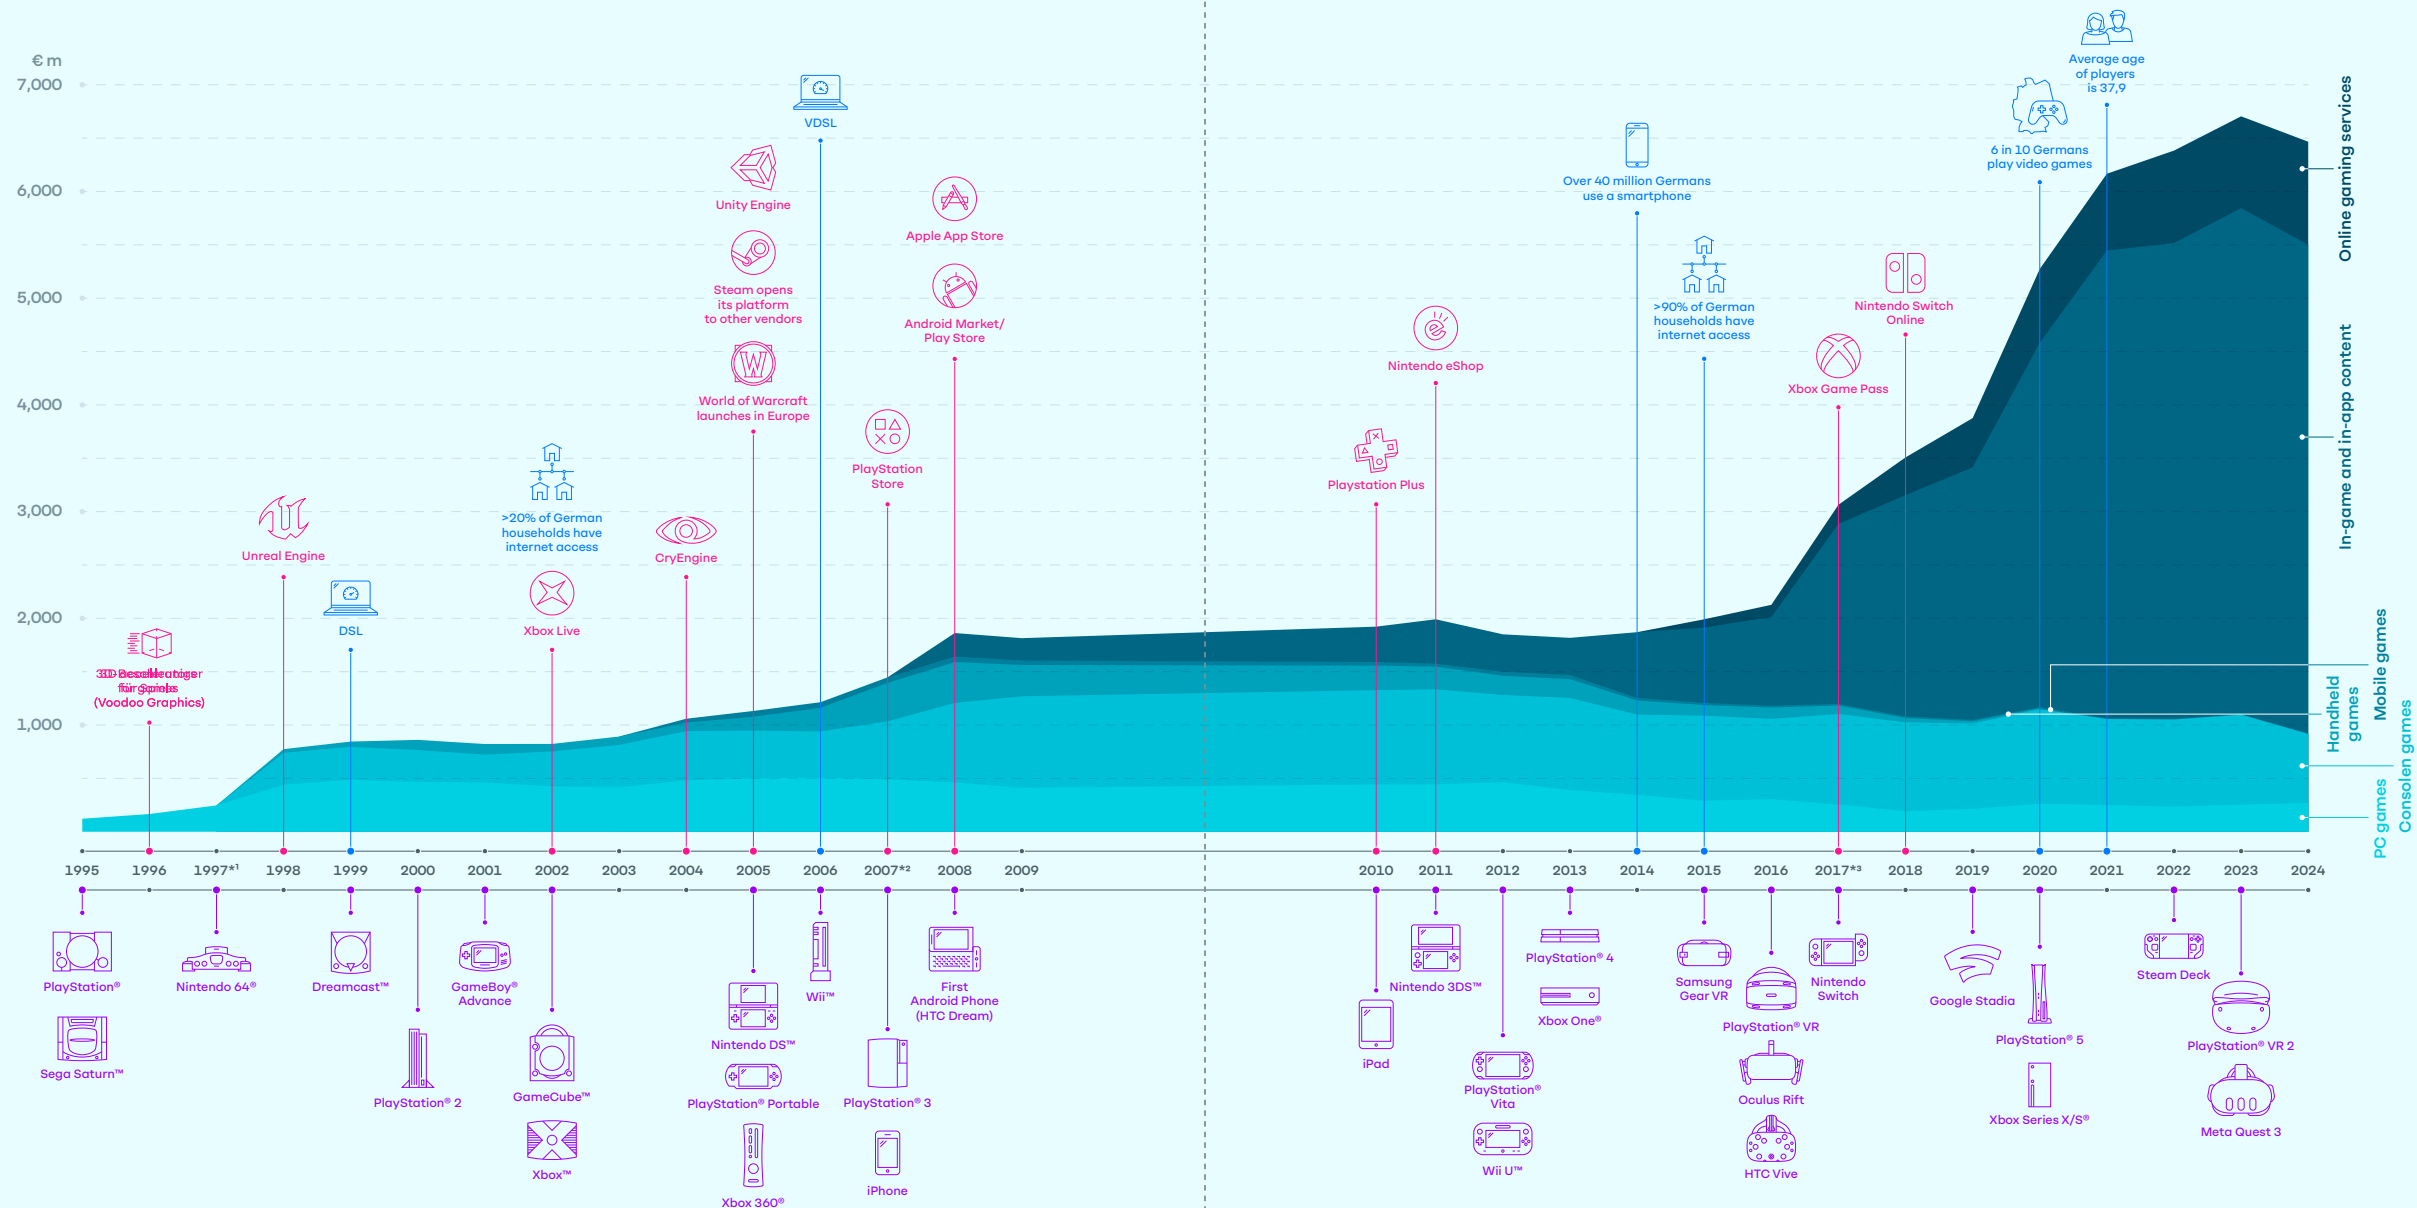 € m
7,000
6,000
5,000
4,000
3,000
2,000
1,000
(Voodoo Graphics)
Unreal Engine
DSL
>20% of German
households have
internet access
Xbox Live
CryEngine
Unity Engine
Steam opens
its platform
to other vendors
World of Warcraft
launches in Europe
VDSL
PlayStation
Store
Apple App Store
Android Market/
Play Store
Playstation Plus
Nintendo eShop
Over 40 million Germans
use a smartphone
>90% of German
households have
internet access
Xbox Game Pass
Nintendo Switch
Online
6 in 10 Germans
play video games
Average age
of players
is 37,9
Online gaming services
In-game and in-app content
Mobile games
Handheld
games
Consolen games
PC games
1995
1996
1997*¹
1998
1999
2000
2001
2002
2003
2004
2005
2006
2007*²
2008
2009
2010
2011
2012
2013
2014
2015
2016
2017*³
2018
2019
2020
2021
2022
2023
2024
PlayStation®
Sega Saturn™
Nintendo 64®
Dreamcast™
PlayStation® 2
GameBoy®
Advance
GameCube™
Xbox™
Nintendo DS™
PlayStation® Portable
Xbox 360®
Wii™
PlayStation® 3
iPhone
First
Android Phone
(HTC Dream)
iPad
Nintendo 3DS™
PlayStation®
Vita
Wii U™
PlayStation® 4
Xbox One®
Samsung
Gear VR
PlayStation® VR
Oculus Rift
HTC Vive
Nintendo
Switch
Google Stadia
PlayStation® 5
Xbox Series X/S®
Steam Deck
PlayStation® VR 2
Meta Quest 3